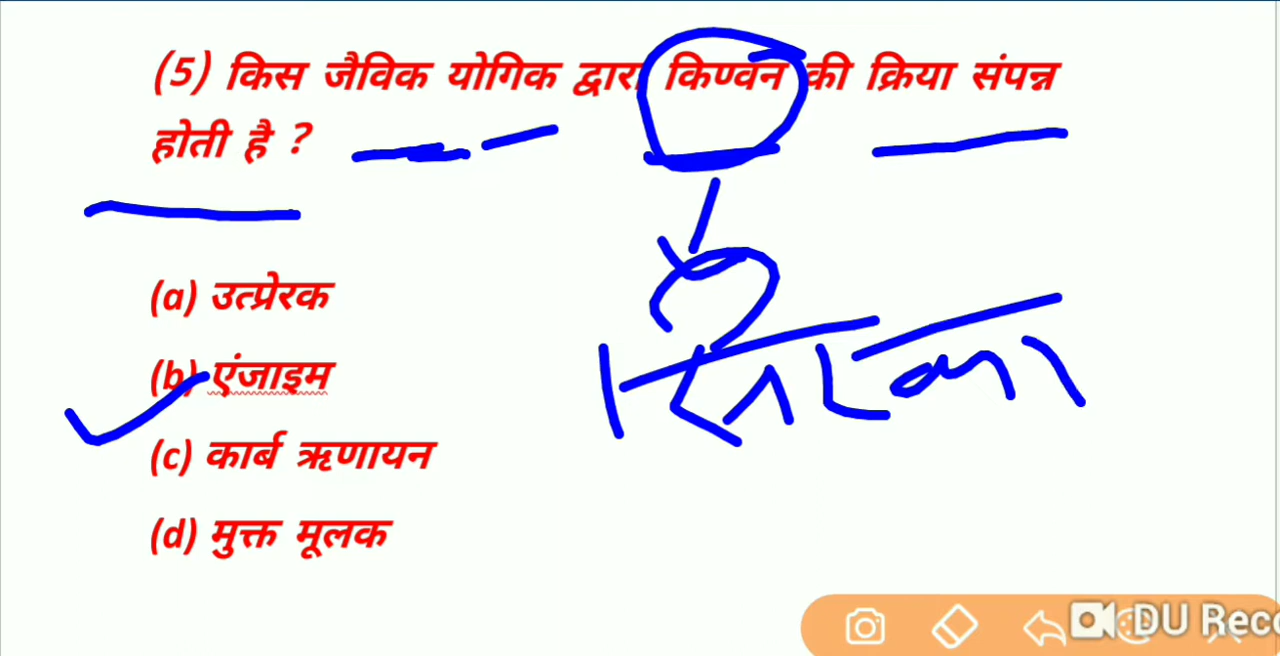 (5) किस जैविक योगिक द्वारा किण्वन की क्रिया संपन्न
होती है ?
(a) उत्प्रेरक
(b) एंजाइम
(c) कार्ब ऋणायन
(d) मुक्त मूलक
DU Rec